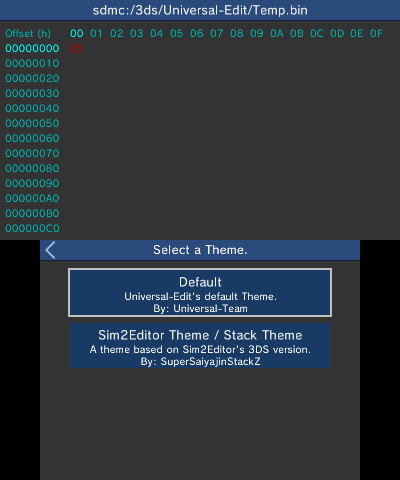 sdmc:/3ds/Universal-Edit/Temp.bin
Offset (h) 00 01 02 03 04 05 06 07 08 09 0A 0B 0C 0D 0E 0F
00000000
00000010
00000020
00000030
00000040
00000050
00000060
00000070
00000080
00000090
000000A0
000000B0
000000C0
Select a Theme.
Default
Universal-Edit's default Theme.
By: Universal-Team
Sim2Editor Theme / Stack Theme
A theme based on Sim2Editor's 3DS version.
By: SuperSaiyajinStackZ